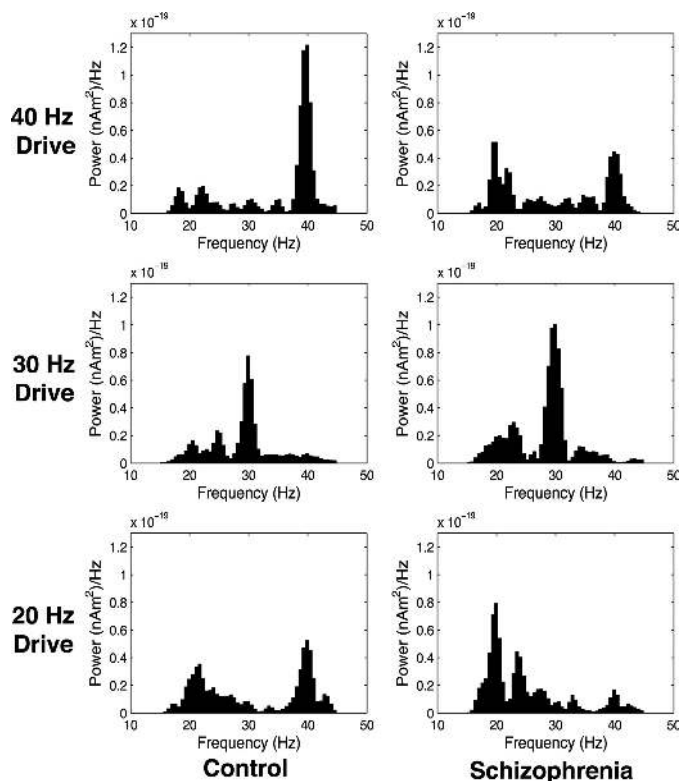 x 10⁻¹⁹
x 10⁻¹⁹
40 Hz
Drive
Power (nAm²)/Hz
1.2
1
0.8
0.6
0.4
0.2
0
10 20 30 40 50
Frequency (Hz)
Power (nAm²)/Hz
1.2
1
0.8
0.6
0.4
0.2
0
10 20 30 40 50
Frequency (Hz)
x 10⁻¹⁹
x 10⁻¹⁹
30 Hz
Drive
Power (nAm²)/Hz
1.2
1
0.8
0.6
0.4
0.2
0
10 20 30 40 50
Frequency (Hz)
Power (nAm²)/Hz
1.2
1
0.8
0.6
0.4
0.2
0
10 20 30 40 50
Frequency (Hz)
x 10⁻¹⁹
x 10⁻¹⁹
20 Hz
Drive
Power (nAm²)/Hz
1.2
1
0.8
0.6
0.4
0.2
0
10 20 30 40 50
Frequency (Hz)
Power (nAm²)/Hz
1.2
1
0.8
0.6
0.4
0.2
0
10 20 30 40 50
Frequency (Hz)
Control
Schizophrenia